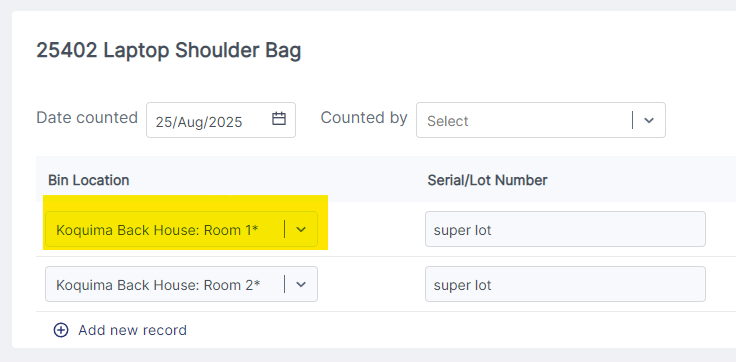 25402 Laptop Shoulder Bag
Date counted 25/Aug/2025 Counted by Select
Bin Location Serial/Lot Number
Koquima Back House: Room 1* super lot
Koquima Back House: Room 2* super lot
Add new record